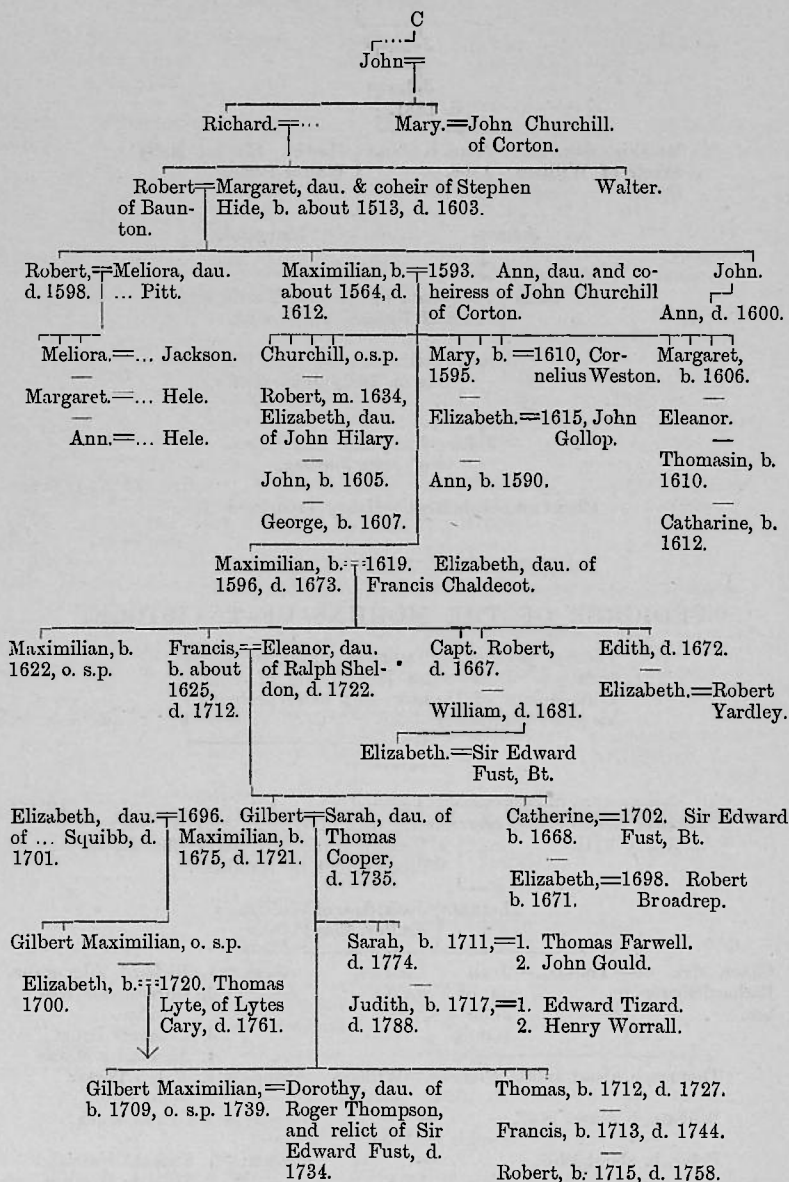 C
John
Richard. ... Mary.=John Churchill.
of Corton.
Robert Margaret, dau. & coheir of Stephen Walter.
of Baun- Hide, b. about 1513, d. 1603.
ton.
Robert,=Meliora, dau. Maximilian, b.=1593. Ann, dau. and co- John.
d. 1598. ... Pitt. about 1564, d. heiress of John Churchill
1612. of Corton. Ann, d. 1600.
Meliora.=... Jackson. Churchill, o.s.p. Mary, b. =1610, Cor- Margaret,
— — 1595. nelius Weston. b. 1606.
Margaret.=... Hele. Robert, m. 1634, — —
— Elizabeth, dau. Elizabeth.=1615, John Eleanor.
Ann.=... Hele. of John Hilary. Gollop. —
— — Thomasin, b.
John, b. 1605. Ann, b. 1590. 1610.
— —
George, b. 1607. Catharine, b.
1612.
Maximilian, b.=1619. Elizabeth, dau. of
1596, d. 1673. Francis Chaldecot.
Maximilian, b. Francis,=Eleanor, dau. Capt. Robert, Edith, d. 1672.
1622, o. s.p. b. about of Ralph Shel- d. 1667. —
1625, don, d. 1722. — Elizabeth.=Robert
d. 1712. William, d. 1681. Yardley.
Elizabeth.=Sir Edward
Fust, Bt.
Elizabeth, dau.=1696. Gilbert=Sarah, dau. of Catherine,=1702. Sir Edward
of ... Squibb, d. Maximilian, b. Thomas b. 1668. Fust, Bt.
1701. 1675, d. 1721. Cooper, —
d. 1735. Elizabeth,=1698. Robert
b. 1671. Broadrep.
Gilbert Maximilian, o. s.p. Sarah, b. 1711,=1. Thomas Farwell.
— d. 1774. 2. John Gould.
Elizabeth, b.=1720. Thomas —
1700. Lyte, of Lytes Judith, b. 1717,=1. Edward Tizard.
Cary, d. 1761. d. 1788. 2. Henry Worrall.
Gilbert Maximilian,=Dorothy, dau. of Thomas, b. 1712, d. 1727.
b. 1709, o. s.p. 1739. Roger Thompson, —
and relict of Sir Francis, b. 1713, d. 1744.
Edward Fust, d. —
1734. Robert, b. 1715, d. 1758.